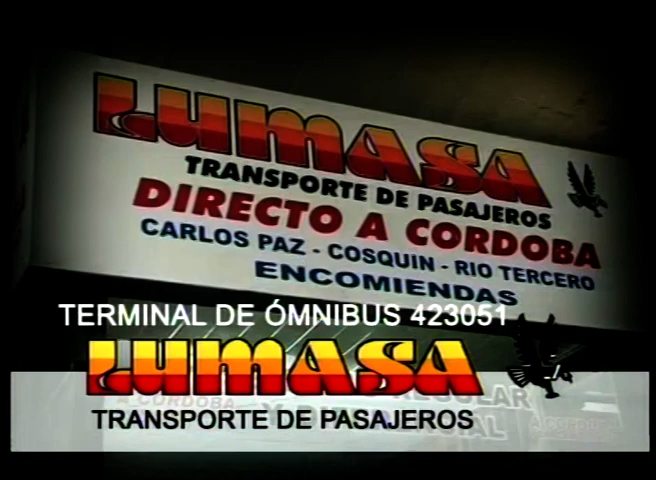 LUMASA
TRANSPORTE DE PASAJEROS
DIRECTO A CORDOBA
CARLOS PAZ - COSQUIN - RIO TERCERO
ENCOMIENDAS
TERMINAL DE ÓMNIBUS 423051
LUMASA
A CORDOBA
TRANSPORTE DE PASAJEROS